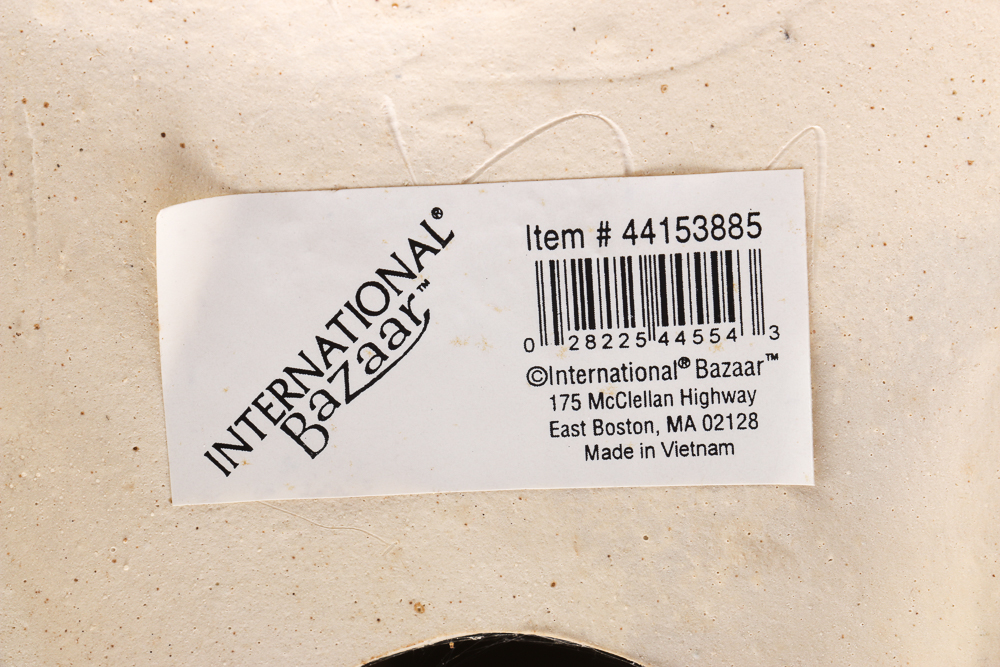 INTERNATIONAL®
Bazaar™
Item # 44153885
0 28225 44554 3
©International® Bazaar™
175 McClellan Highway
East Boston, MA 02128
Made in Vietnam